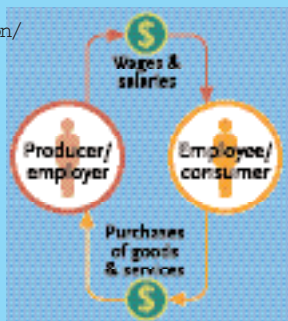 n/
$
Wages &
salaries
Producer/
employer
Employee/
consumer
Purchases
of goods
& services
$